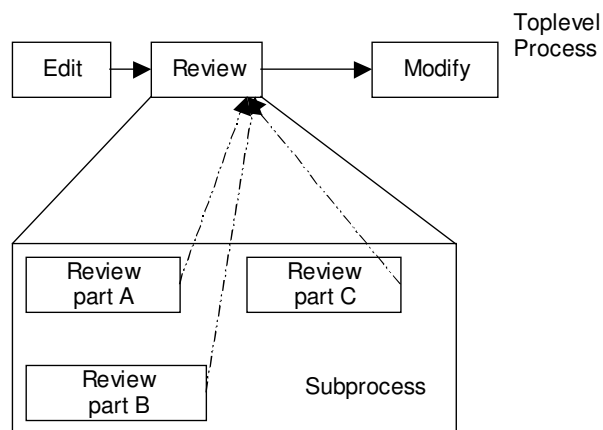 Toplevel
Process
Edit
Review
Modify
Review
part A
Review
part C
Review
part B
Subprocess